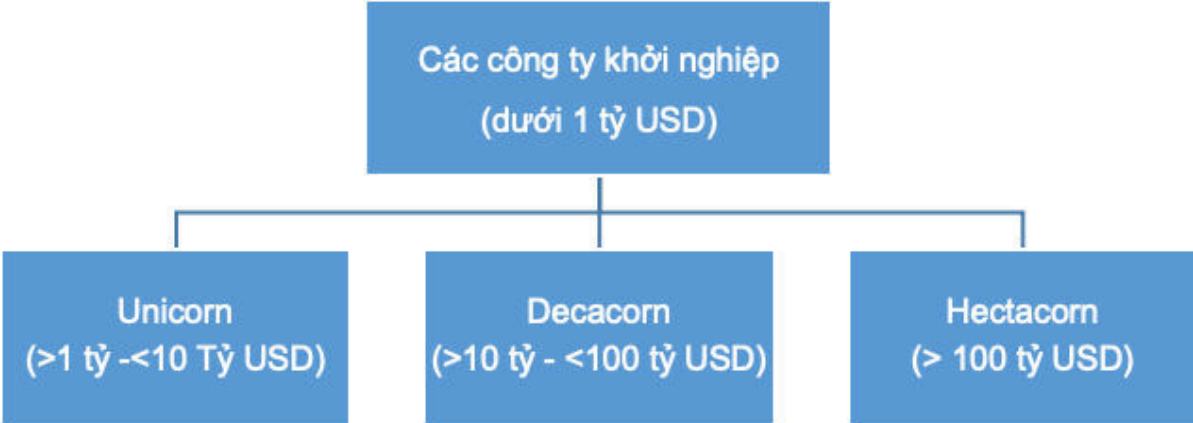 Các công ty khởi nghiệp
(dưới 1 tỷ USD)
Unicorn
(>1 tỷ -<10 Tỷ USD)
Decacorn
(>10 tỷ - <100 tỷ USD)
Hectacorn
(> 100 tỷ USD)